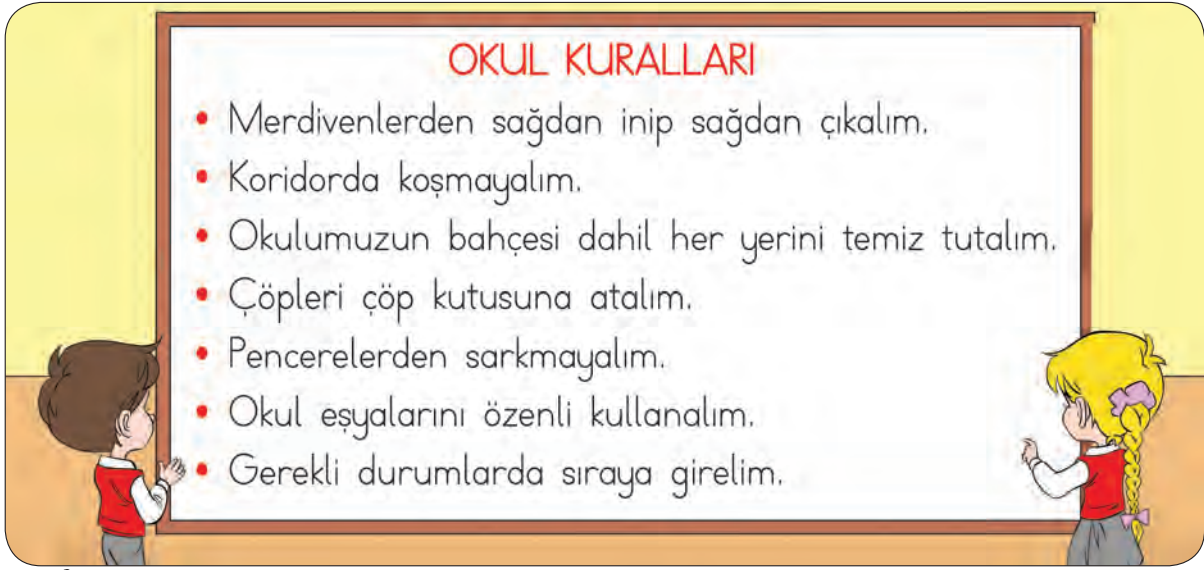 OKUL KURALLARI
• Merdivenlerden sağdan inip sağdan çıkalım.
• Koridorda koşmayalım.
• Okulumuzun bahçesi dahil her yerini temiz tutalım.
• Çöpleri çöp kutusuna atalım.
• Pencerelerden sarkmayalım.
• Okul eşyalarını özenli kullanalım.
• Gerekli durumlarda sıraya girelim.